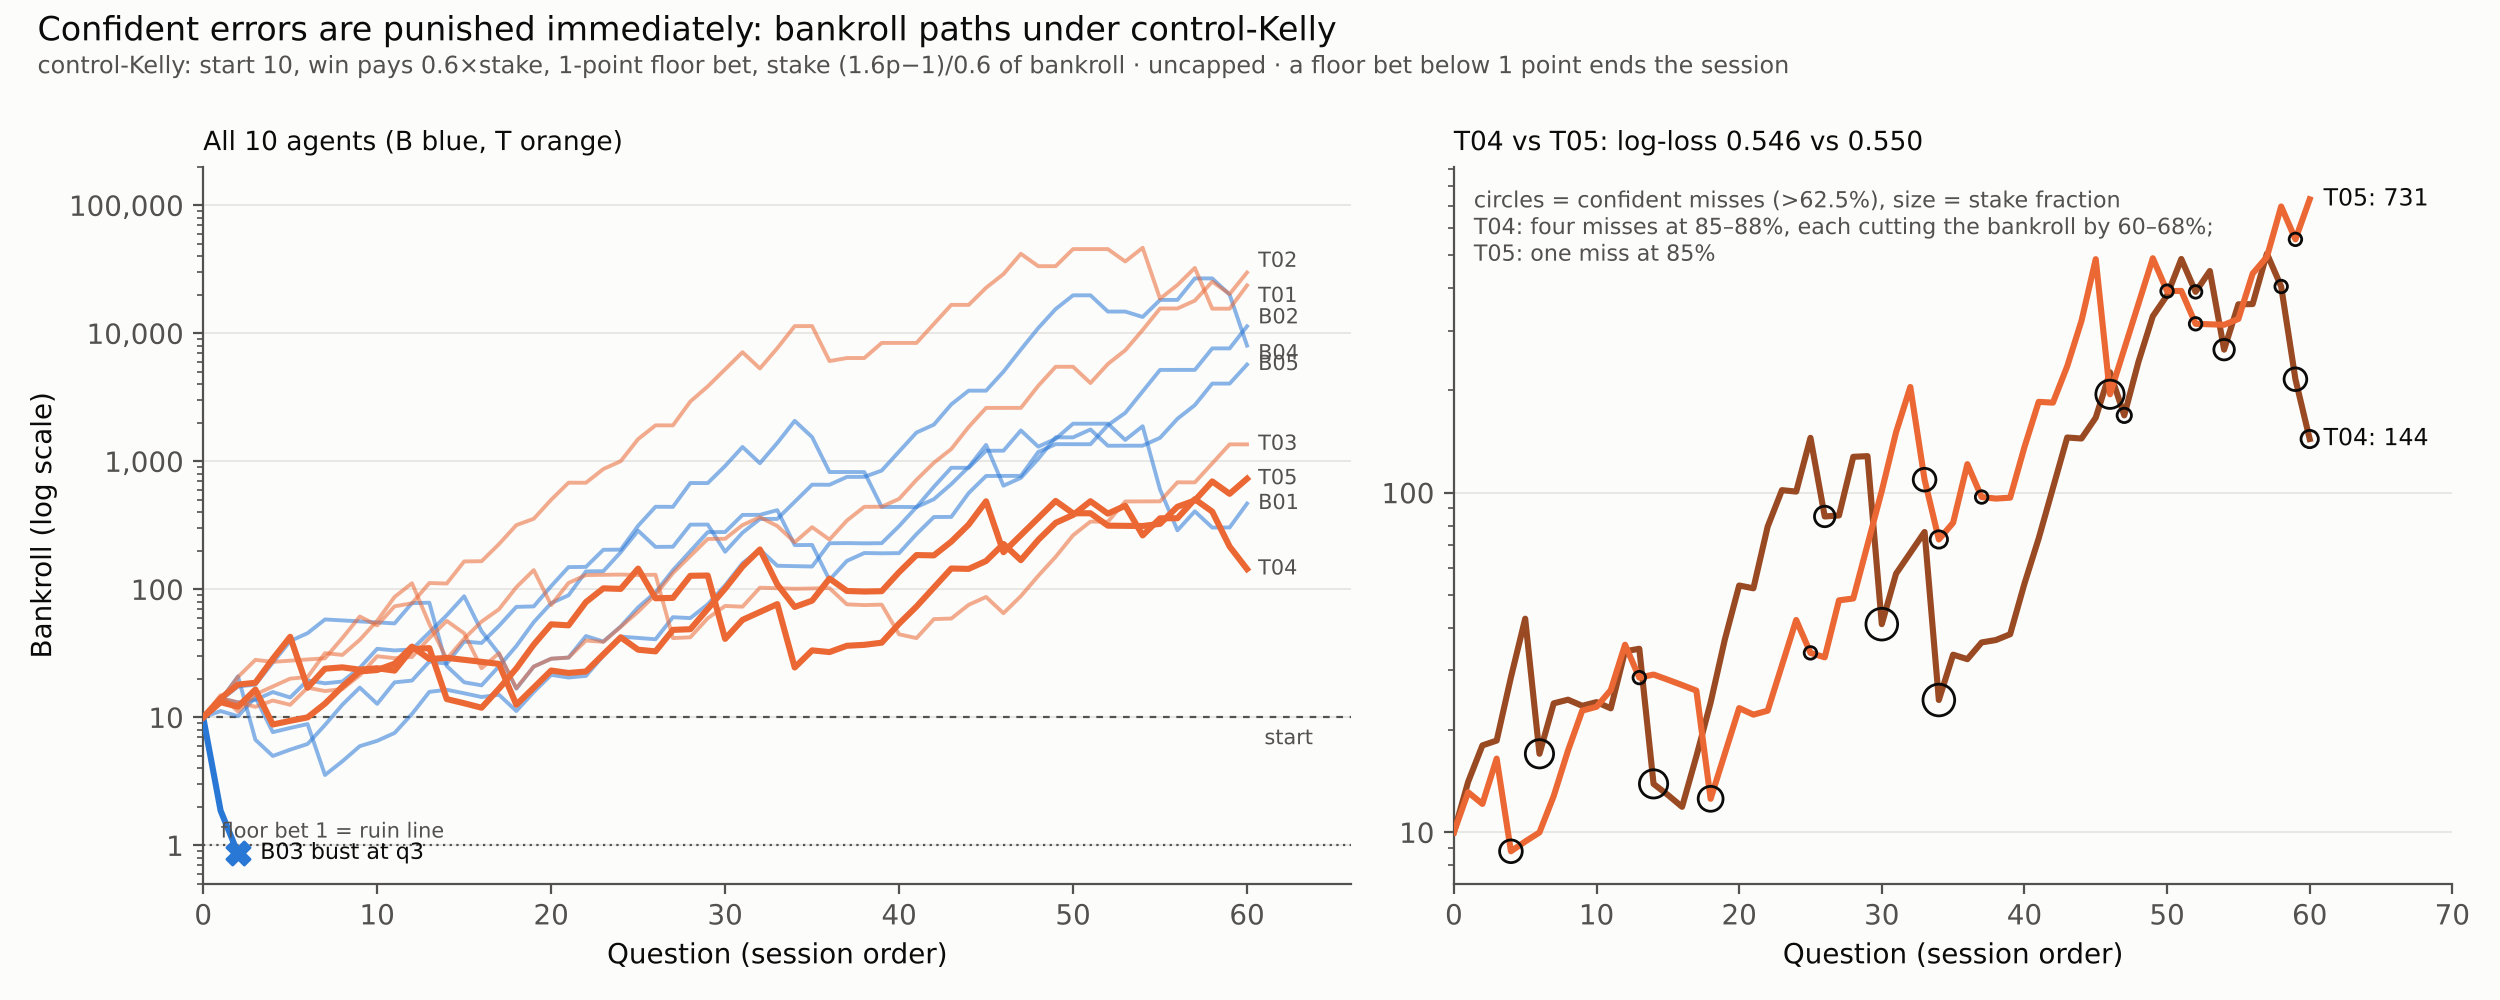 Confident errors are punished immediately: bankroll paths under control-Kelly
control-Kelly: start 10, win pays 0.6×stake, 1-point floor bet, stake (1.6p−1)/0.6 of bankroll · uncapped · a floor bet below 1 point ends the session
All 10 agents (B blue, T orange)
Bankroll (log scale)
100,000
10,000
1,000
100
10
1
T02
T01
B02
B04
B05
T03
T05
B01
T04
start
floor bet 1 = ruin line
B03 bust at q3
0
10
20
30
40
50
60
Question (session order)
T04 vs T05: log-loss 0.546 vs 0.550
circles = confident misses (>62.5%), size = stake fraction
T04: four misses at 85–88%, each cutting the bankroll by 60–68%;
T05: one miss at 85%
T05: 731
T04: 144
100
10
0
10
20
30
40
50
60
70
Question (session order)